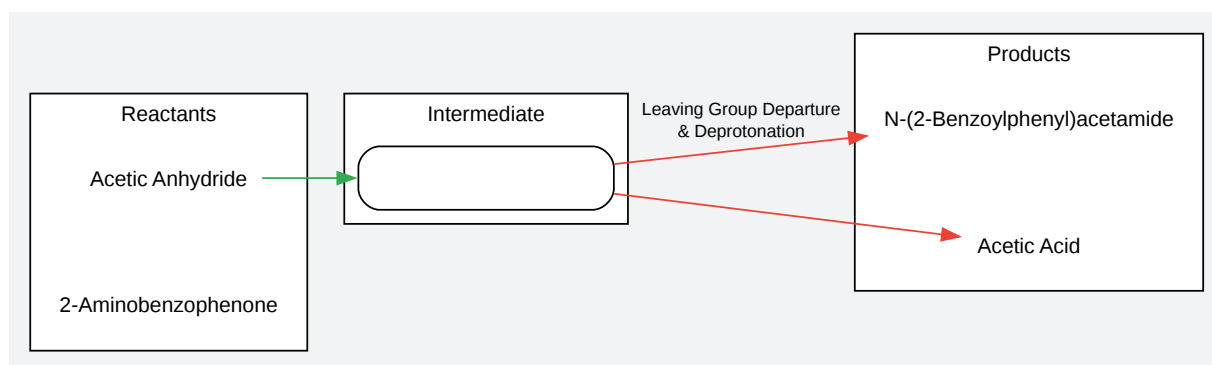 Reactants
Acetic Anhydride
2-Aminobenzophenone
Intermediate
Leaving Group Departure
& Deprotonation
Products
N-(2-Benzoylphenyl)acetamide
Acetic Acid